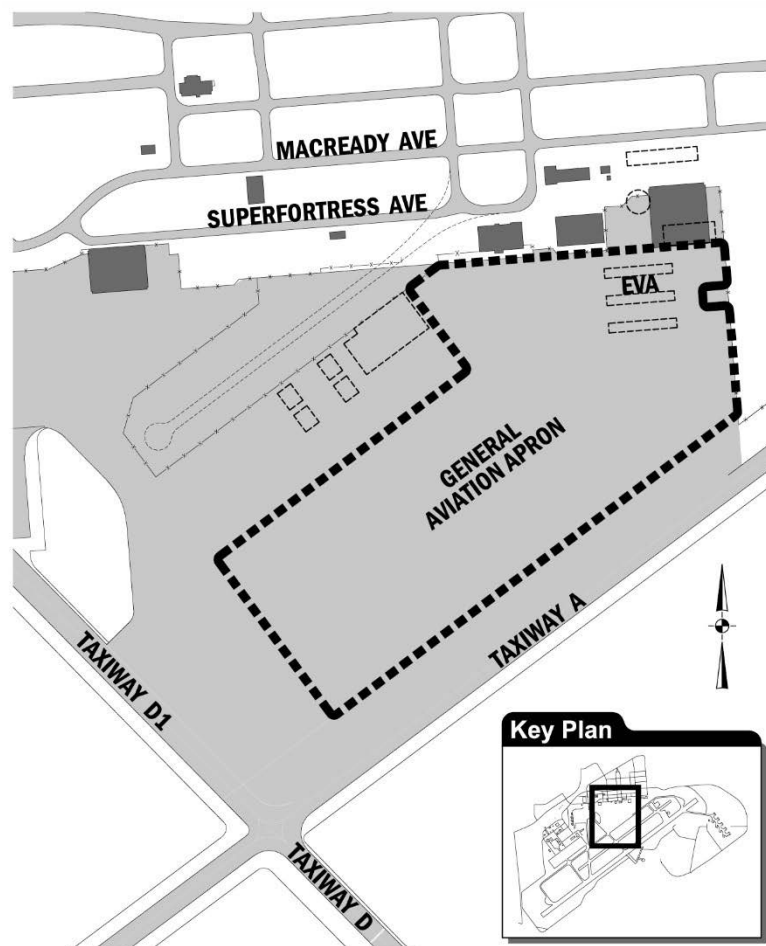 MACREADY AVE
SUPERFORTRESS AVE
EVA
GENERAL
AVIATION APRON
TAXIWAY A
TAXIWAY D1
TAXIWAY D
Key Plan